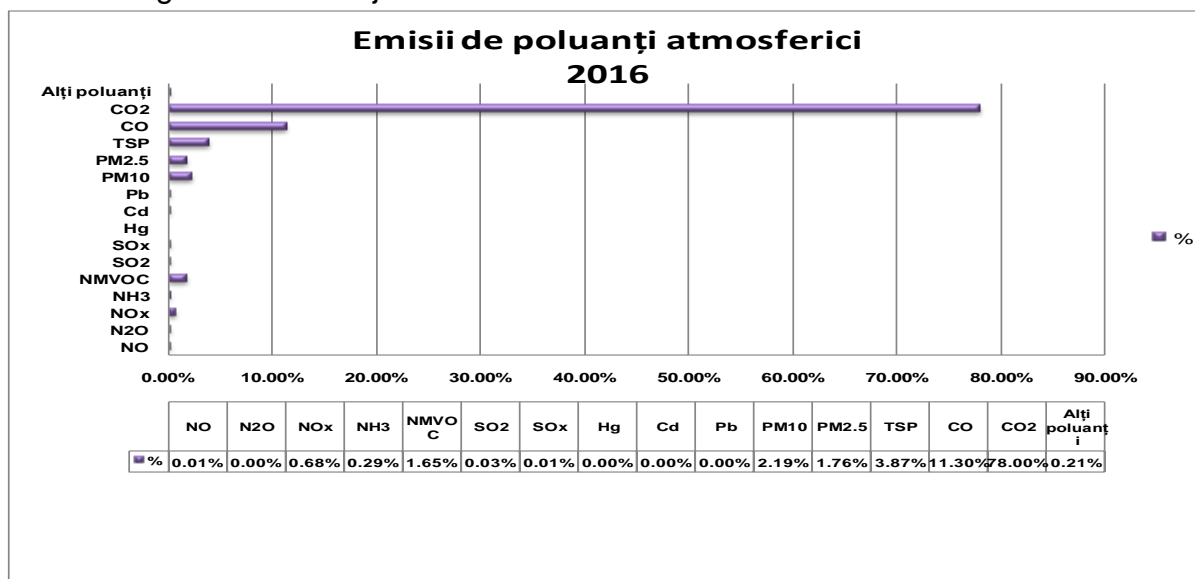 Emisii de poluanți atmosferici
2016
Alți poluanți
CO2
CO
TSP
PM2.5
PM10
Pb
Cd
Hg
SOx
SO2
NMVOC
NH3
NOx
N2O
NO
%
0.00% 10.00% 20.00% 30.00% 40.00% 50.00% 60.00% 70.00% 80.00% 90.00%
NO N2O NOx NH3 NMVO
C SO2 SOx Hg Cd Pb PM10 PM2.5 TSP CO CO2 Alți
poluanț
i
% 0.01% 0.00% 0.68% 0.29% 1.65% 0.03% 0.01% 0.00% 0.00% 0.00% 2.19% 1.76% 3.87% 11.30% 78.00% 0.21%